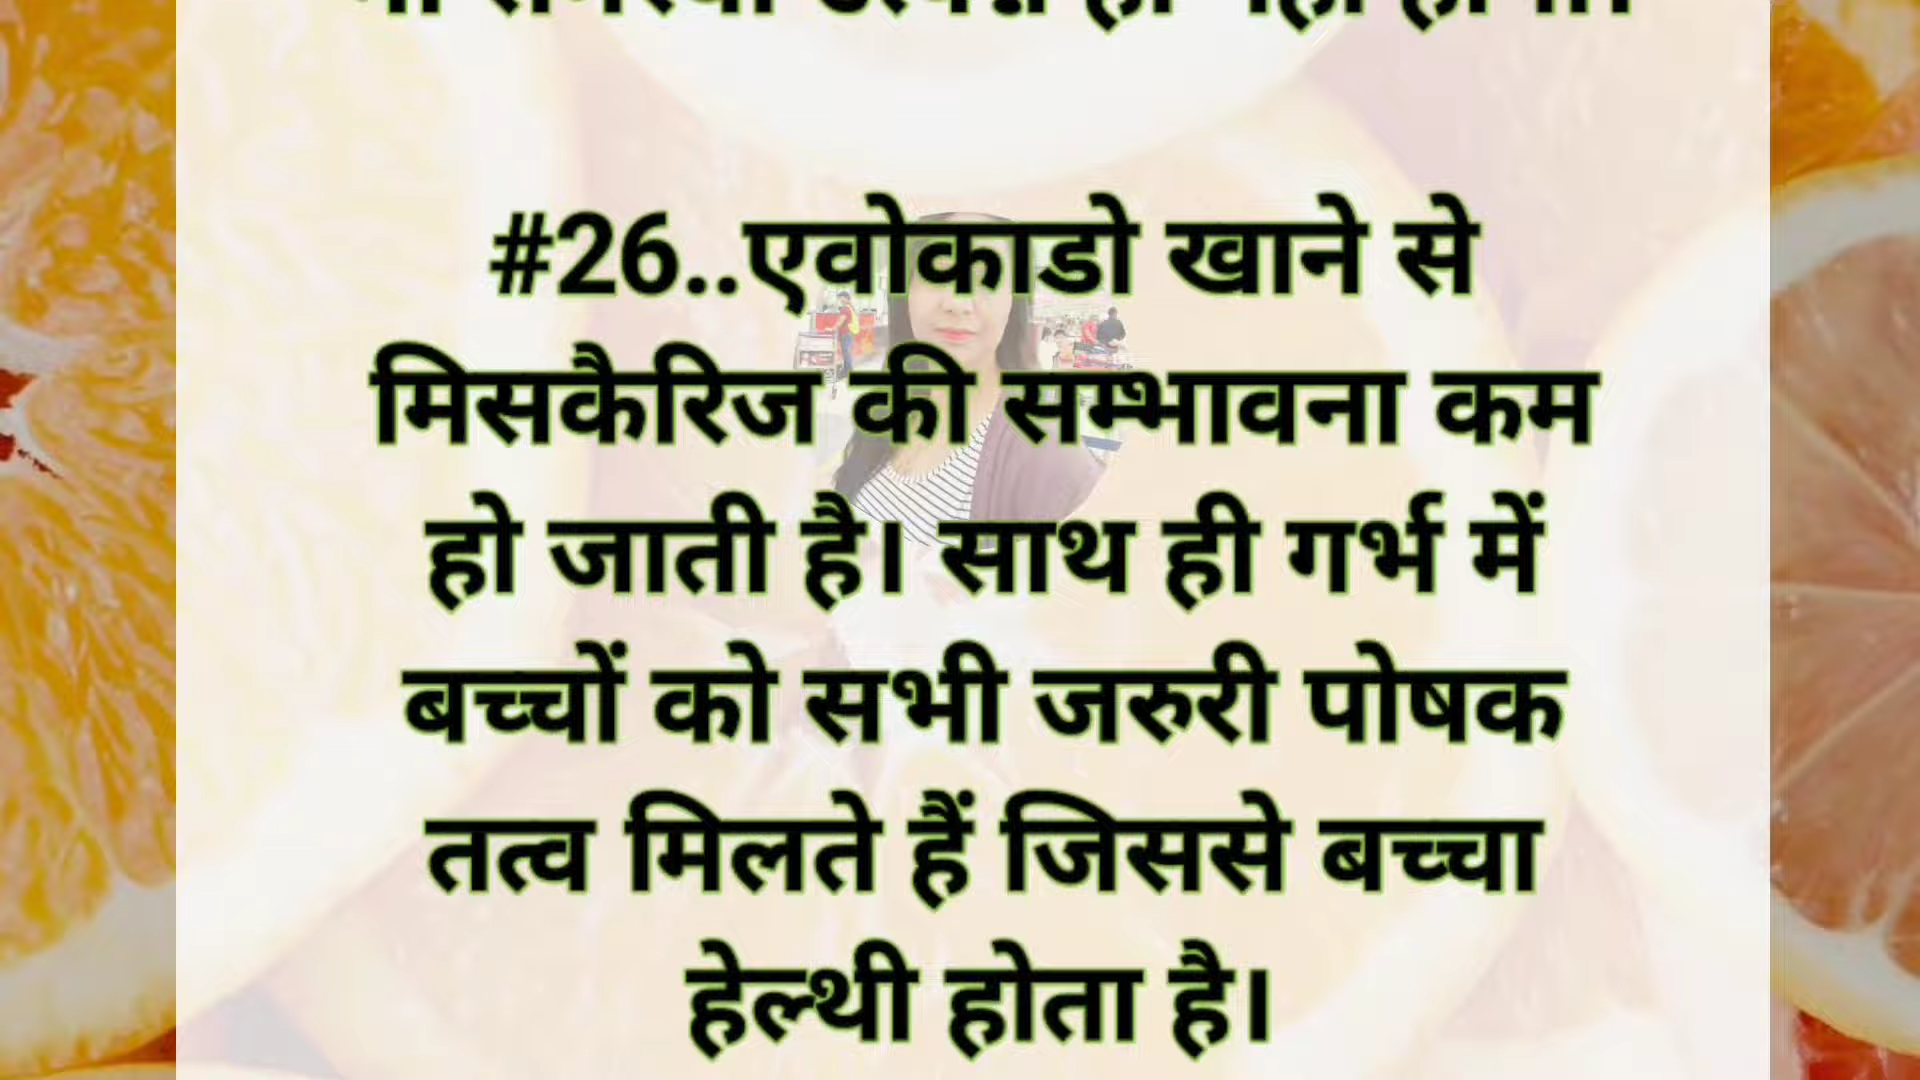 #26..एवोकाडो खाने से
मिसकैरिज की सम्भावना कम
हो जाती है। साथ ही गर्भ में
बच्चों को सभी जरुरी पोषक
तत्व मिलते हैं जिससे बच्चा
हेल्थी होता है।